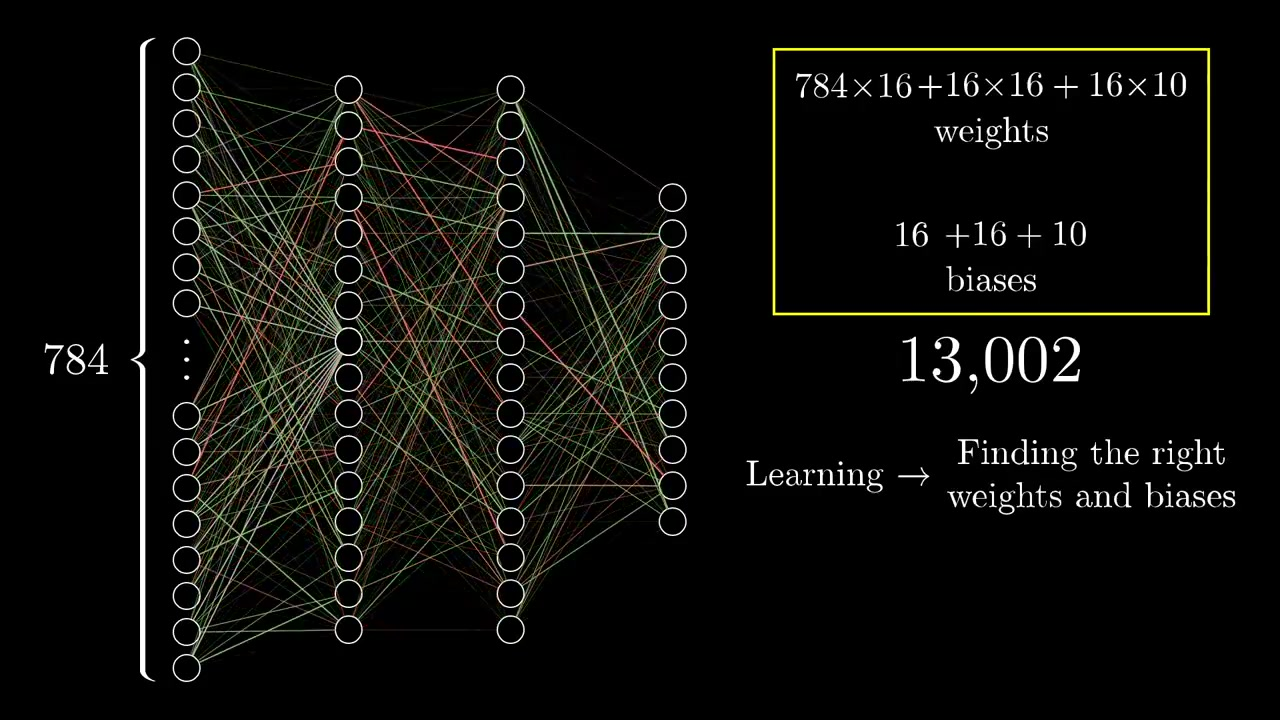 784
784×16+16×16 + 16×10
weights
16 +16 + 10
biases
13,002
Learning → Finding the right
weights and biases